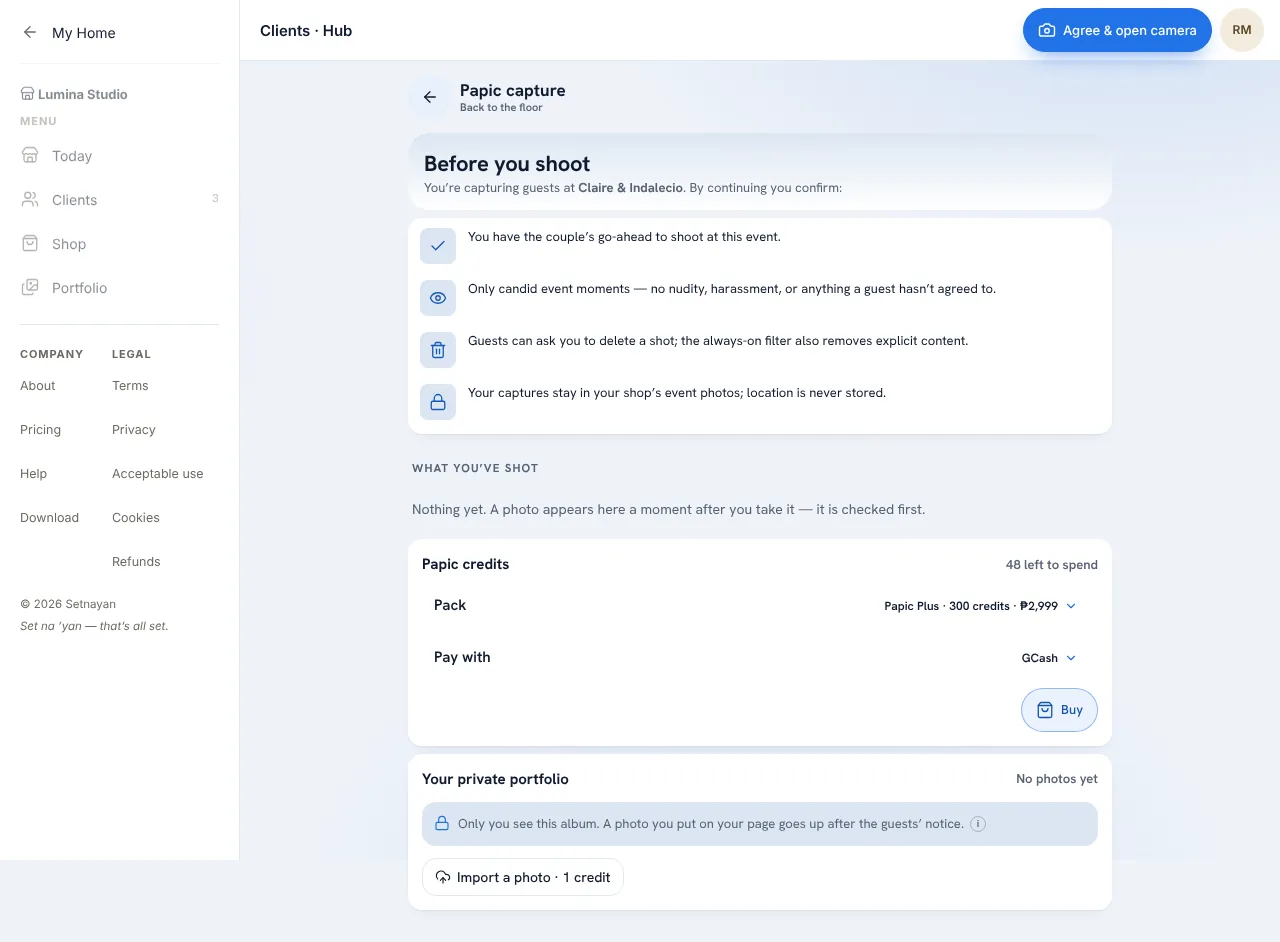 My Home
Lumina Studio
MENU
Today
Clients 3
Shop
Portfolio
COMPANY
About
Pricing
Help
Download
LEGAL
Terms
Privacy
Acceptable use
Cookies
Refunds
© 2026 Setnayan
Set na ’yan — that’s all set.
Clients · Hub
Agree & open camera
RM
Papic capture
Back to the floor
Before you shoot
You’re capturing guests at Claire & Indalecio. By continuing you confirm:
You have the couple’s go-ahead to shoot at this event.
Only candid event moments — no nudity, harassment, or anything a guest hasn’t agreed to.
Guests can ask you to delete a shot; the always-on filter also removes explicit content.
Your captures stay in your shop’s event photos; location is never stored.
WHAT YOU’VE SHOT
Nothing yet. A photo appears here a moment after you take it — it is checked first.
Papic credits
48 left to spend
Pack
Papic Plus · 300 credits · ₱2,999
Pay with
GCash
Buy
Your private portfolio
No photos yet
Only you see this album. A photo you put on your page goes up after the guests’ notice.
Import a photo · 1 credit